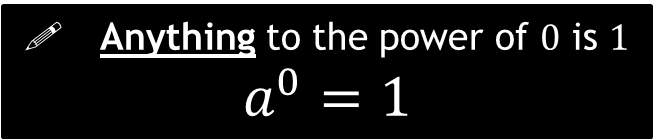 Anything to the power of 0 is 1
a⁰ = 1